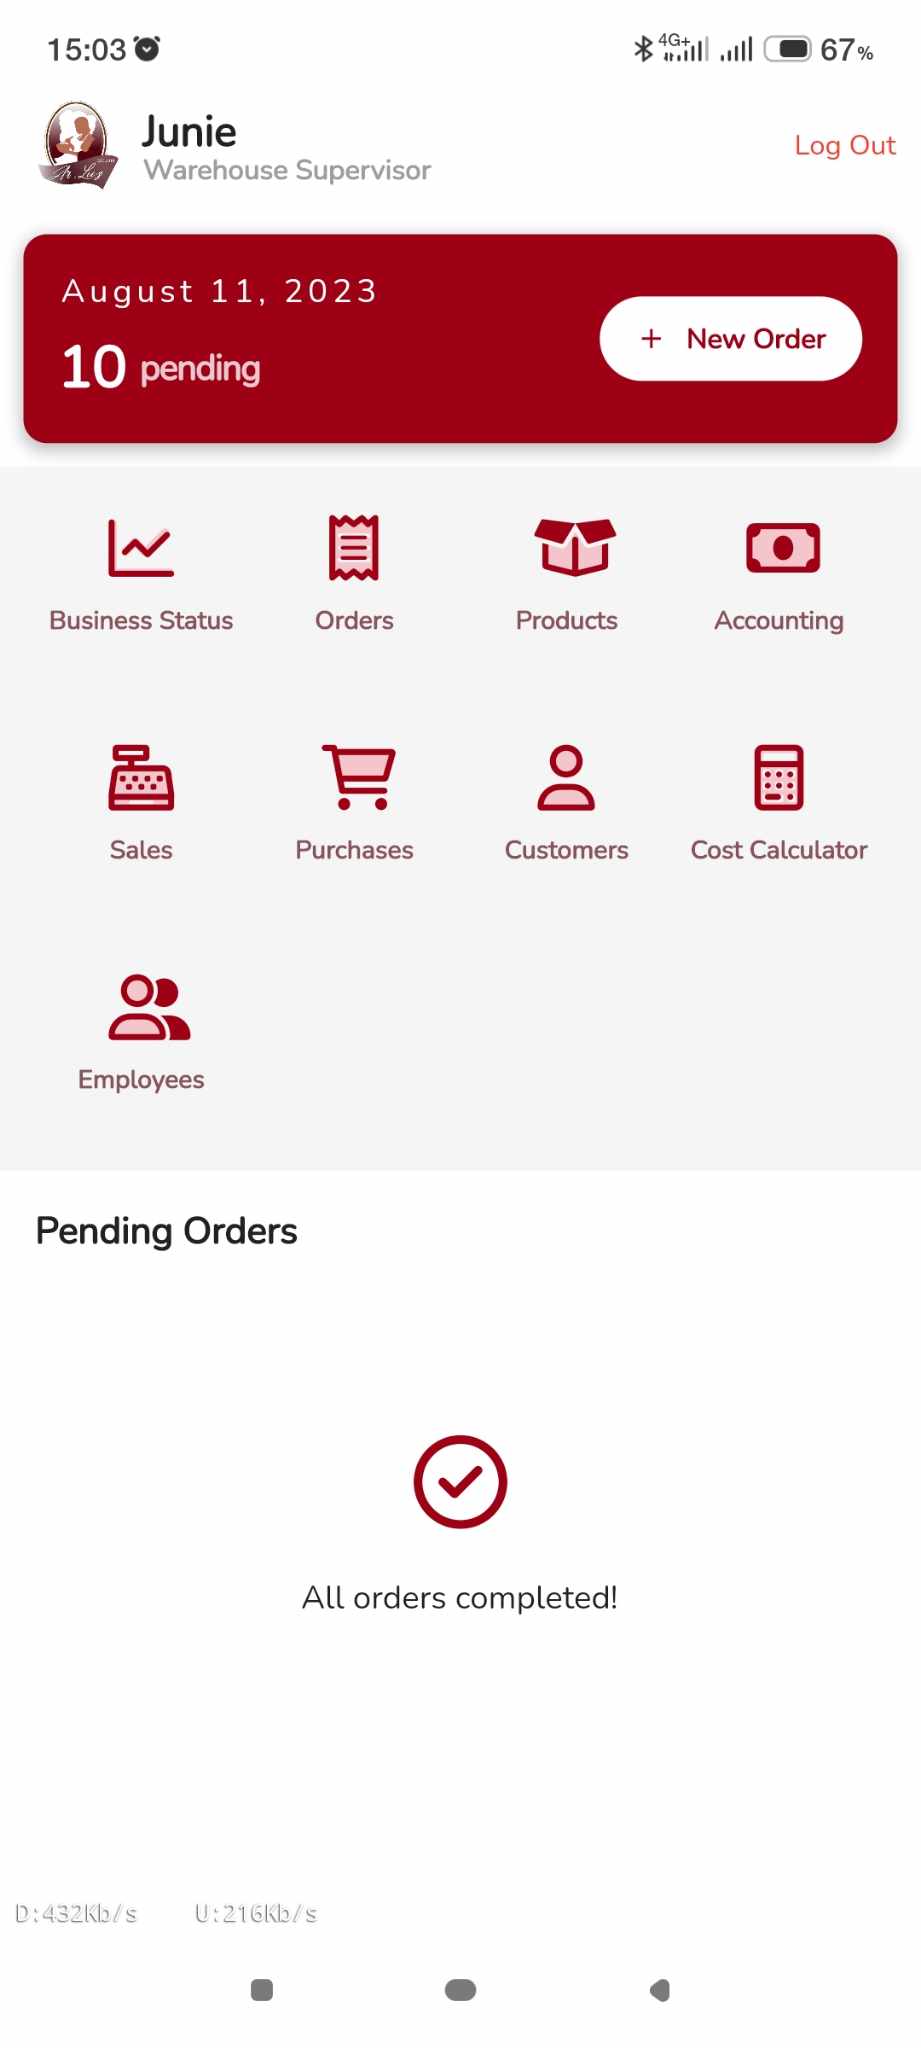 15:03
4G+
67%
Junie
Warehouse Supervisor
Log Out
August 11, 2023
10 pending
+ New Order
Business Status
Orders
Products
Accounting
Sales
Purchases
Customers
Cost Calculator
Employees
Pending Orders
All orders completed!
D:432Kb/s U:216Kb/s